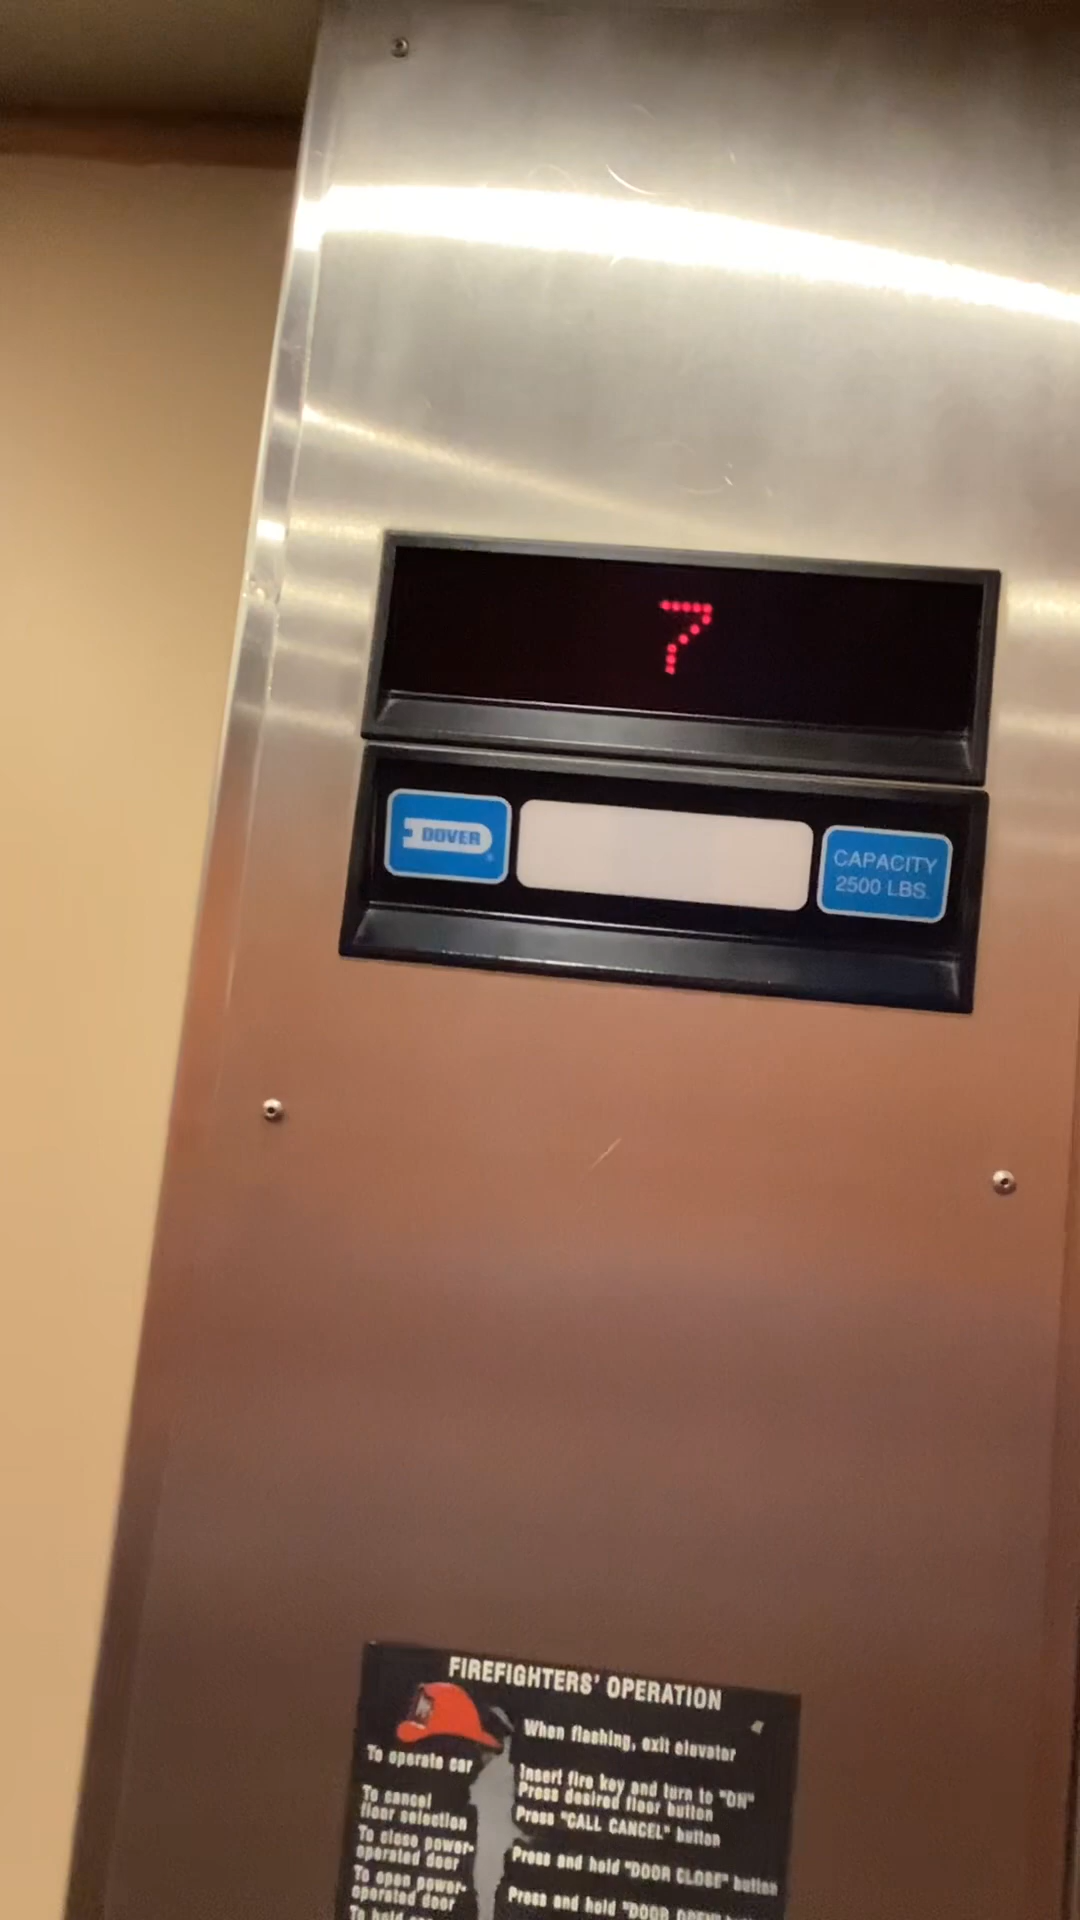 7
DOVER
CAPACITY
2500 LBS.
FIREFIGHTERS' OPERATION
When flashing, exit elevator
To operate car
Insert fire key and turn to "ON"
Press desired floor button
To cancel
floor selection
Press "CALL CANCEL" button
To close power-
operated door
Press and hold "DOOR CLOSE" button
To open power-
operated door
Press and hold "DOOR OPEN"
To hold